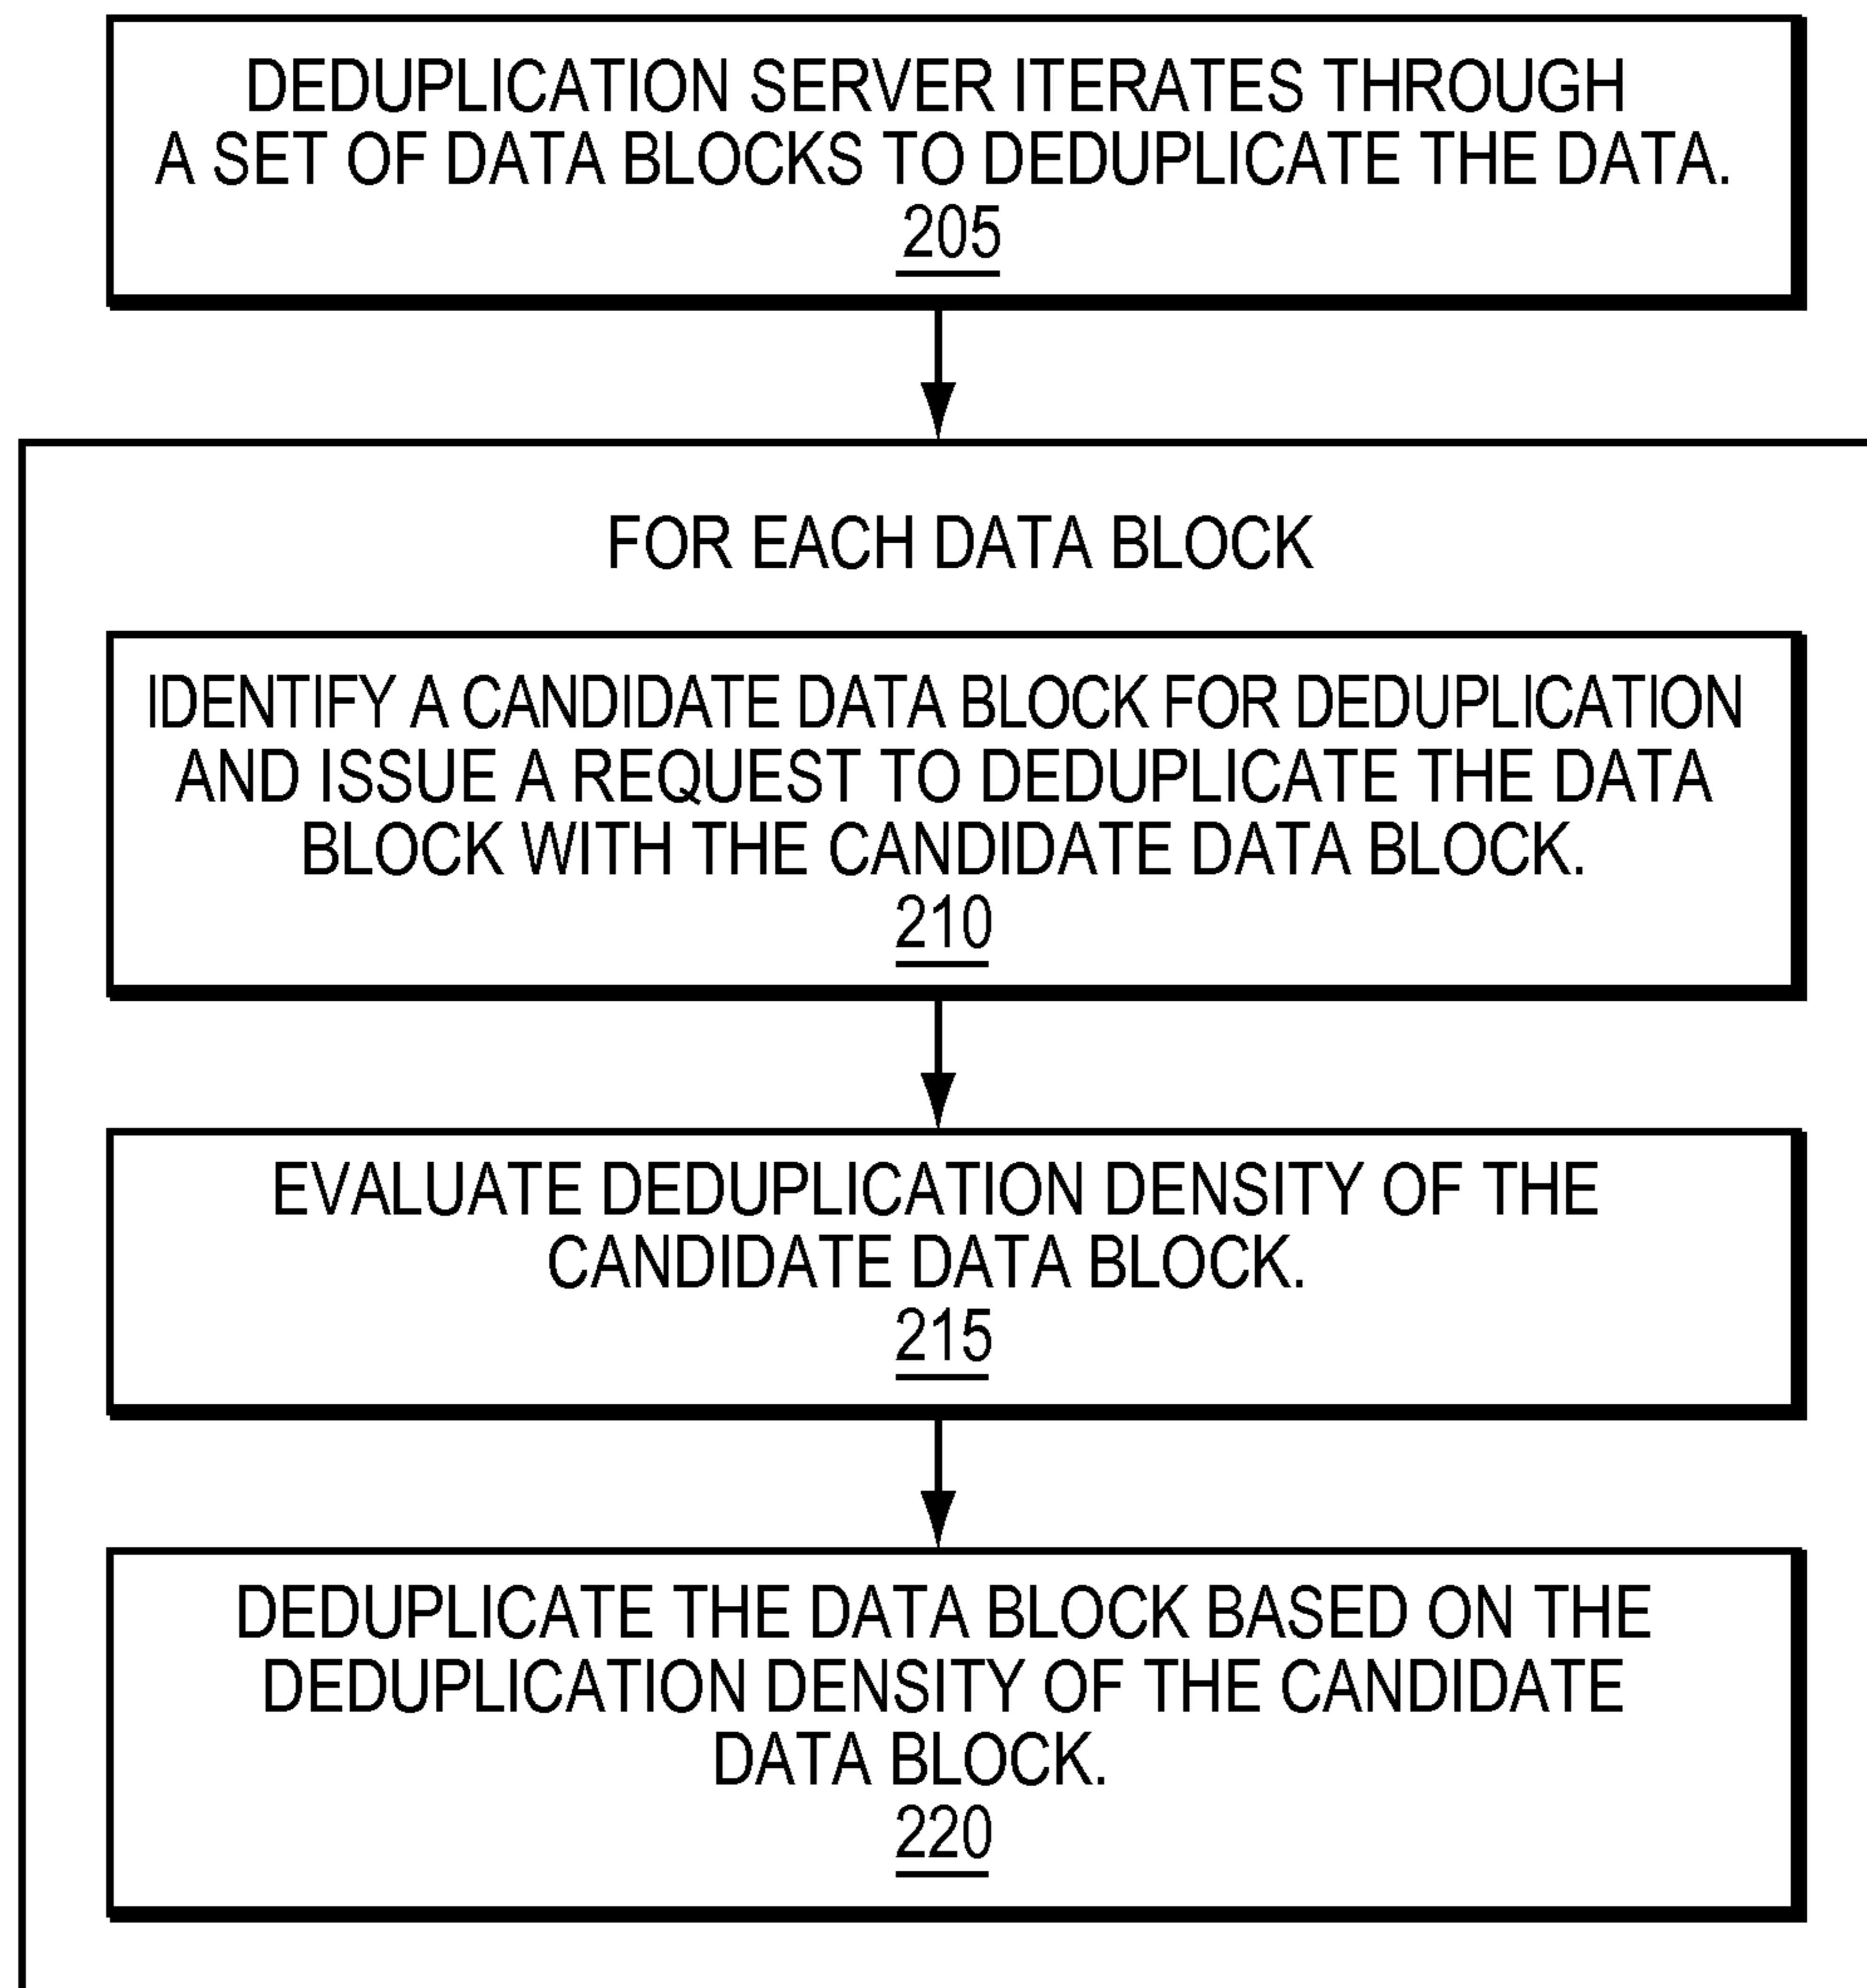 DEDUPLICATION SERVER ITERATES THROUGH
A SET OF DATA BLOCKS TO DEDUPLICATE THE DATA.
205
FOR EACH DATA BLOCK
IDENTIFY A CANDIDATE DATA BLOCK FOR DEDUPLICATION
AND ISSUE A REQUEST TO DEDUPLICATE THE DATA
BLOCK WITH THE CANDIDATE DATA BLOCK.
210
EVALUATE DEDUPLICATION DENSITY OF THE
CANDIDATE DATA BLOCK.
215
DEDUPLICATE THE DATA BLOCK BASED ON THE
DEDUPLICATION DENSITY OF THE CANDIDATE
DATA BLOCK.
220